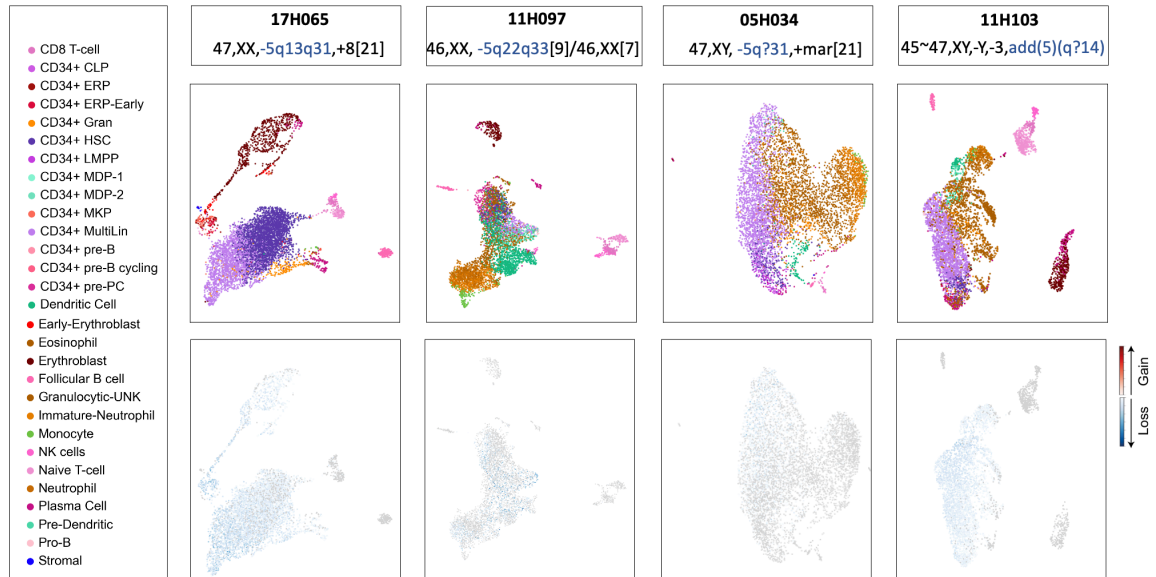 17H065
47,XX,-5q13q31,+8[21]
11H097
46,XX, -5q22q33[9]/46,XX[7]
05H034
47,XY, -5q?31,+mar[21]
11H103
45~47,XY,-Y,-3,add(5)(q?14)
CD8 T-cell
CD34+ CLP
CD34+ ERP
CD34+ ERP-Early
CD34+ Gran
CD34+ HSC
CD34+ LMPP
CD34+ MDP-1
CD34+ MDP-2
CD34+ MKP
CD34+ MultiLin
CD34+ pre-B
CD34+ pre-B cycling
CD34+ pre-PC
Dendritic Cell
Early-Erythroblast
Eosinophil
Erythroblast
Follicular B cell
Granulocytic-UNK
Immature-Neutrophil
Monocyte
NK cells
Naive T-cell
Neutrophil
Plasma Cell
Pre-Dendritic
Pro-B
Stromal
Gain
Loss